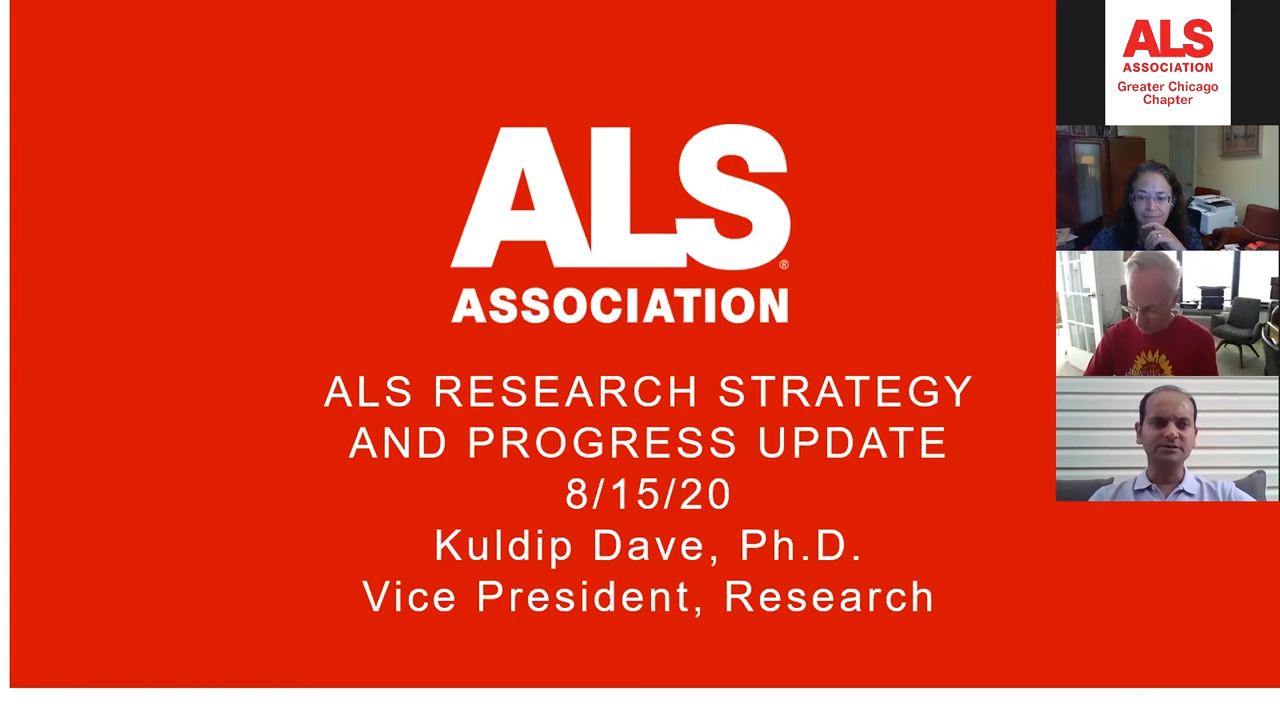 ALS
ASSOCIATION
ALS RESEARCH STRATEGY
AND PROGRESS UPDATE
8/15/20
Kuldip Dave, Ph.D.
Vice President, Research
ALS
ASSOCIATION
Greater Chicago
Chapter